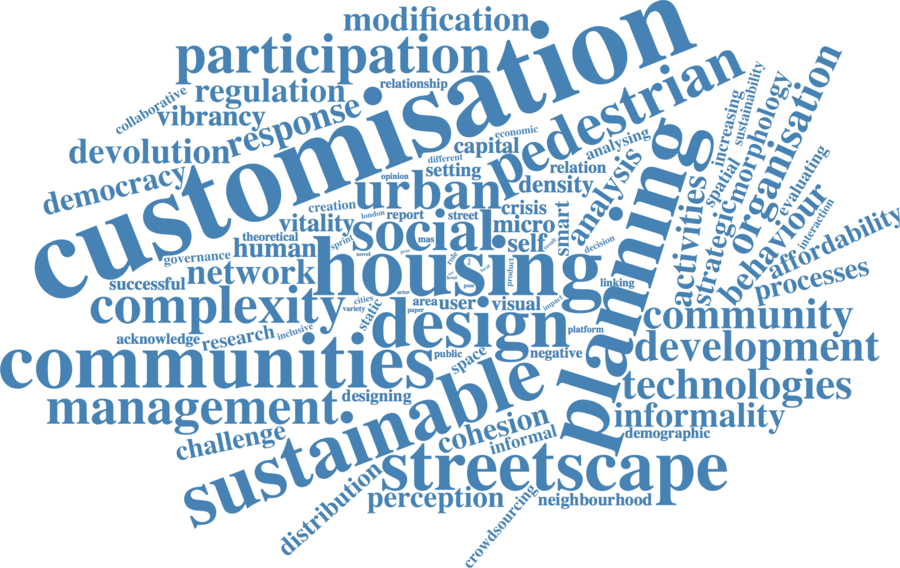 modification
participation
customisation
regulation
relationship
collaborative
vibrancy
response
pedestrian
devolution
democracy
capital
economic
different
setting
opinion
analysing
relation
density
urban
increasing
sustainability
spatial
morphology
organisation
evaluating
strategic
behaviour
interaction
affordability
processes
activities
planning
analysis
smart
decision
creation
london
report
street
crisis
vitality
social
micro
self
theoretical
human
governance
sprint
mas
role
novel
housing
product
linking
network
successful
complexity
cities
variety
static
actor
area
paper
user
visual
impact
level
design
platform
acknowledge
research
inclusive
communities
public
space
negative
community
development
technologies
informality
demographic
management
designing
sustainable
challenge
cohesion
informal
streetscape
distribution
perception
crowdsourcing
neighbourhood